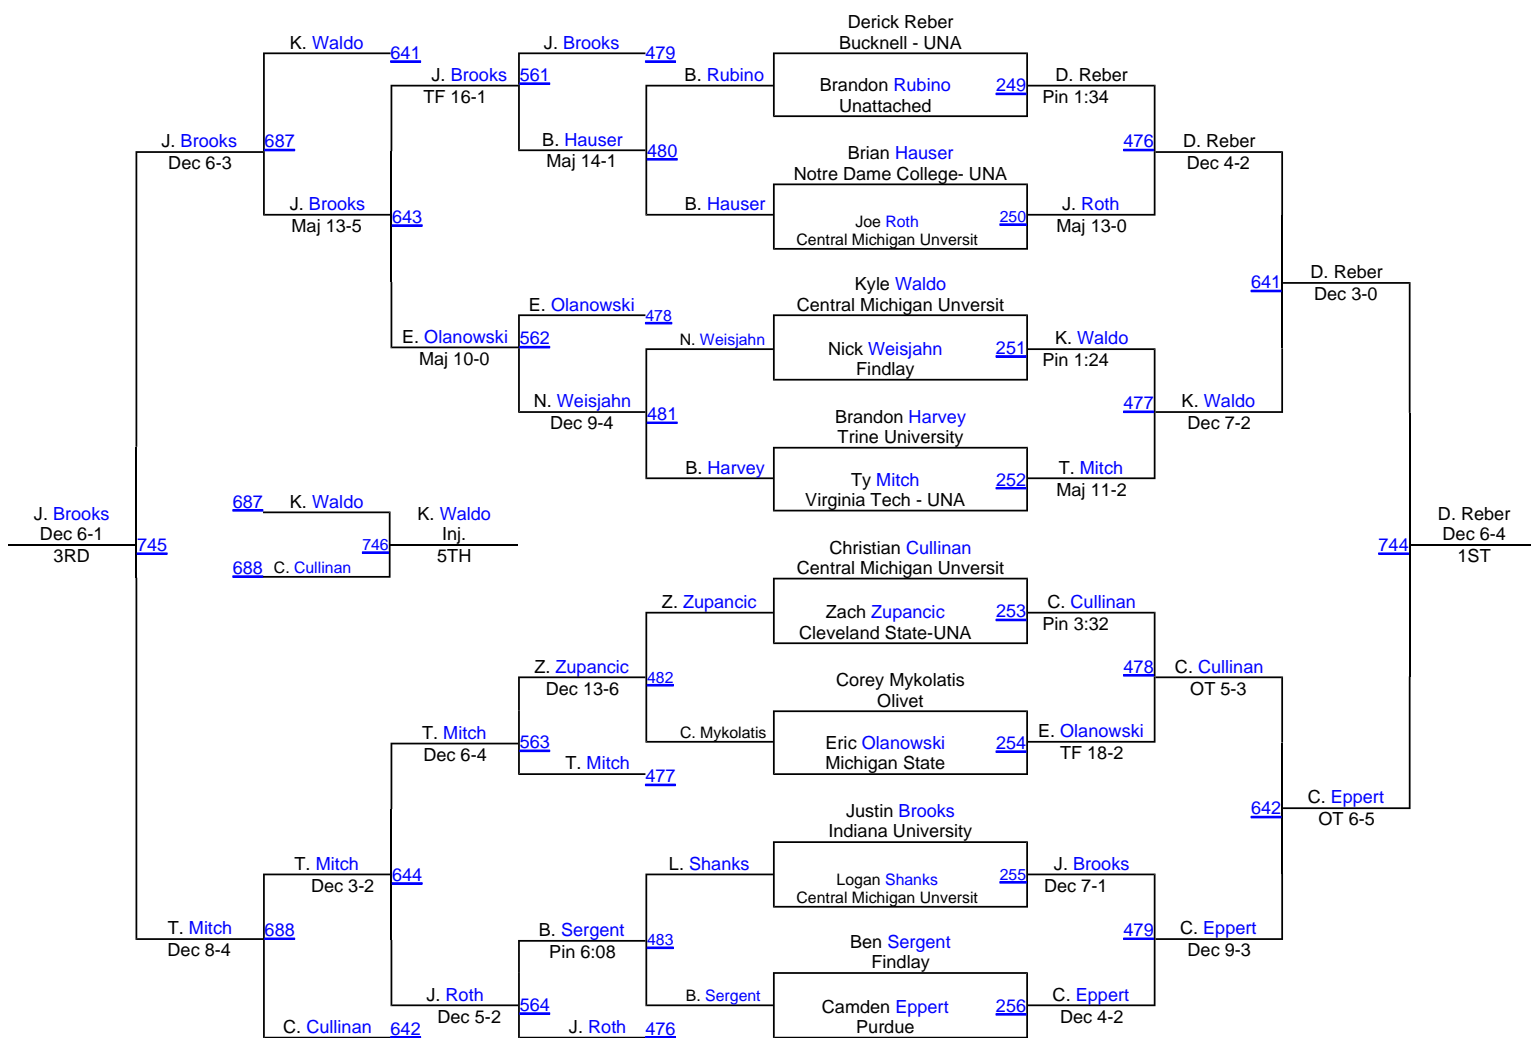 Derick Reber
K. Waldo
J. Brooks
Bucknell - UNA
641
479
J. Brooks
561
B. Rubino
Brandon Rubino
249
D. Reber
TF 16-1
Unattached
Pin 1:34
J. Brooks
687
B. Hauser
480
Brian Hauser
476
D. Reber
Dec 6-3
Maj 14-1
Notre Dame College- UNA
Dec 4-2
J. Brooks
643
B. Hauser
Joe Roth
250
J. Roth
Maj 13-5
Central Michigan Unversit
Maj 13-0
Kyle Waldo
641
D. Reber
E. Olanowski
478
Central Michigan Unversit
Dec 3-0
E. Olanowski
562
N. Weisjahn
Nick Weisjahn
251
K. Waldo
Maj 10-0
Findlay
Pin 1:24
N. Weisjahn
481
Brandon Harvey
477
K. Waldo
Dec 9-4
Trine University
Dec 7-2
B. Harvey
Ty Mitch
252
T. Mitch
Virginia Tech - UNA
Maj 11-2
687
K. Waldo
J. Brooks
K. Waldo
D. Reber
Dec 6-1
745
746
Inj.
744
Dec 6-4
3RD
5TH
1ST
688
C. Cullinan
Christian Cullinan
Central Michigan Unversit
Z. Zupancic
Zach Zupancic
253
C. Cullinan
Cleveland State-UNA
Pin 3:32
Z. Zupancic
482
Corey Mykolatis
478
C. Cullinan
Dec 13-6
Olivet
OT 5-3
T. Mitch
563
C. Mykolatis
Eric Olanowski
254
E. Olanowski
Dec 6-4
Michigan State
TF 18-2
T. Mitch
477
Justin Brooks
642
C. Eppert
Indiana University
OT 6-5
T. Mitch
644
L. Shanks
Logan Shanks
255
J. Brooks
Dec 3-2
Central Michigan Unversit
Dec 7-1
T. Mitch
688
B. Sergent
483
Ben Sergent
479
C. Eppert
Dec 8-4
Pin 6:08
Findlay
Dec 9-3
J. Roth
564
B. Sergent
Camden Eppert
256
C. Eppert
Dec 5-2
Purdue
Dec 4-2
C. Cullinan
642
J. Roth
476